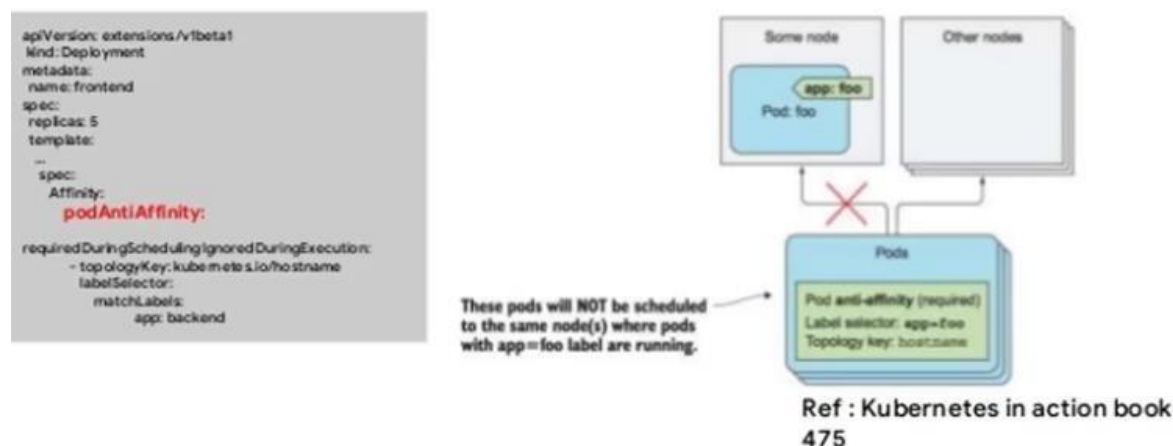 apiVersion: extensions/v1beta1
kind: Deployment
metadata:
name: frontend
spec:
replicas: 5
template:
...
spec:
Affinity:
podAntiAffinity:
requiredDuringSchedulingIgnoredDuringExecution:
- topologyKey: kubernetes.io/hostname
labelSelector:
matchLabels:
app: backend
Some node
app: foo
Pod: foo
Other nodes
Pods
Pod anti-affinity (required)
Label selector: app=foo
Topology key: hostname
These pods will NOT be scheduled
to the same node(s) where pods
with app=foo label are running.
Ref : Kubernetes in action book
475